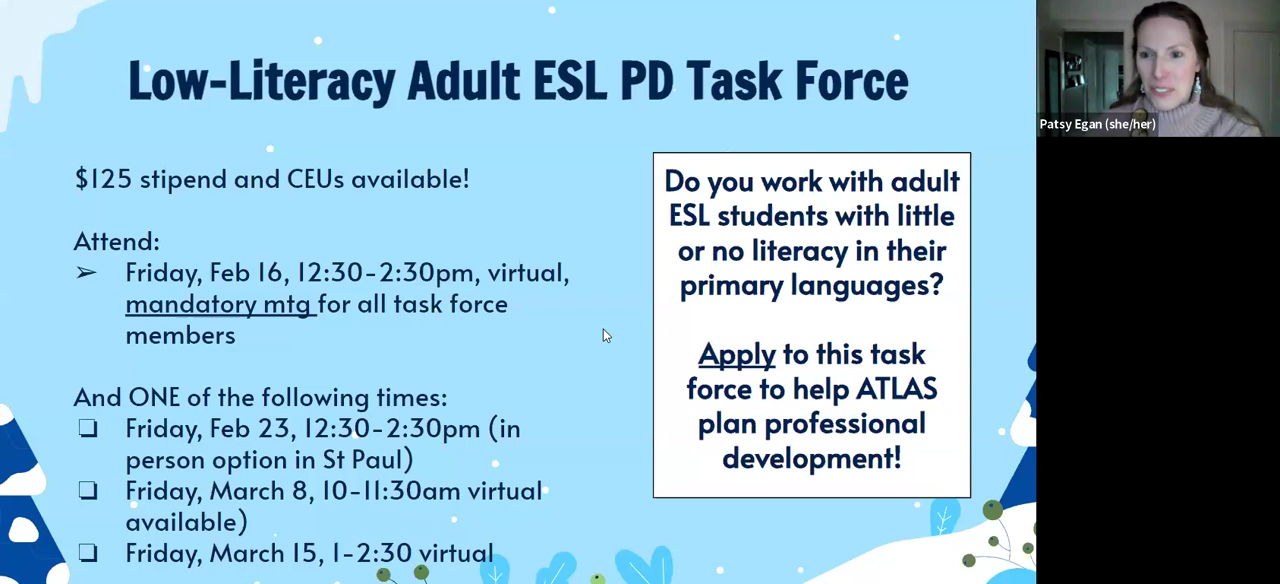 Low-Literacy Adult ESL PD Task Force
Patsy Egan (she/her)
$125 stipend and CEUs available!
Attend:
➢ Friday, Feb 16, 12:30-2:30pm, virtual,
mandatory mtg for all task force
members
And ONE of the following times:
❏ Friday, Feb 23, 12:30-2:30pm (in
person option in St Paul)
❏ Friday, March 8, 10-11:30am virtual
available)
❏ Friday, March 15, 1-2:30 virtual
Do you work with adult
ESL students with little
or no literacy in their
primary languages?
Apply to this task
force to help ATLAS
plan professional
development!